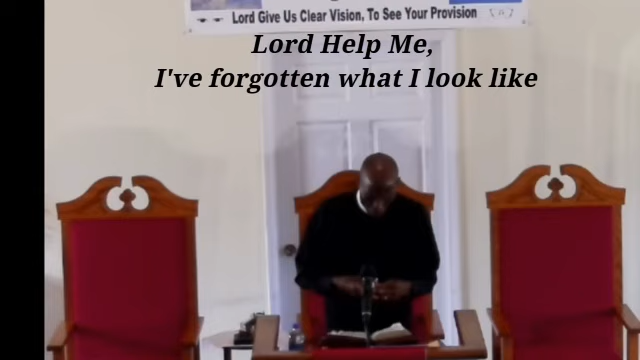 Lord Give Us Clear Vision, To See Your Provision
Lord Help Me,
I've forgotten what I look like